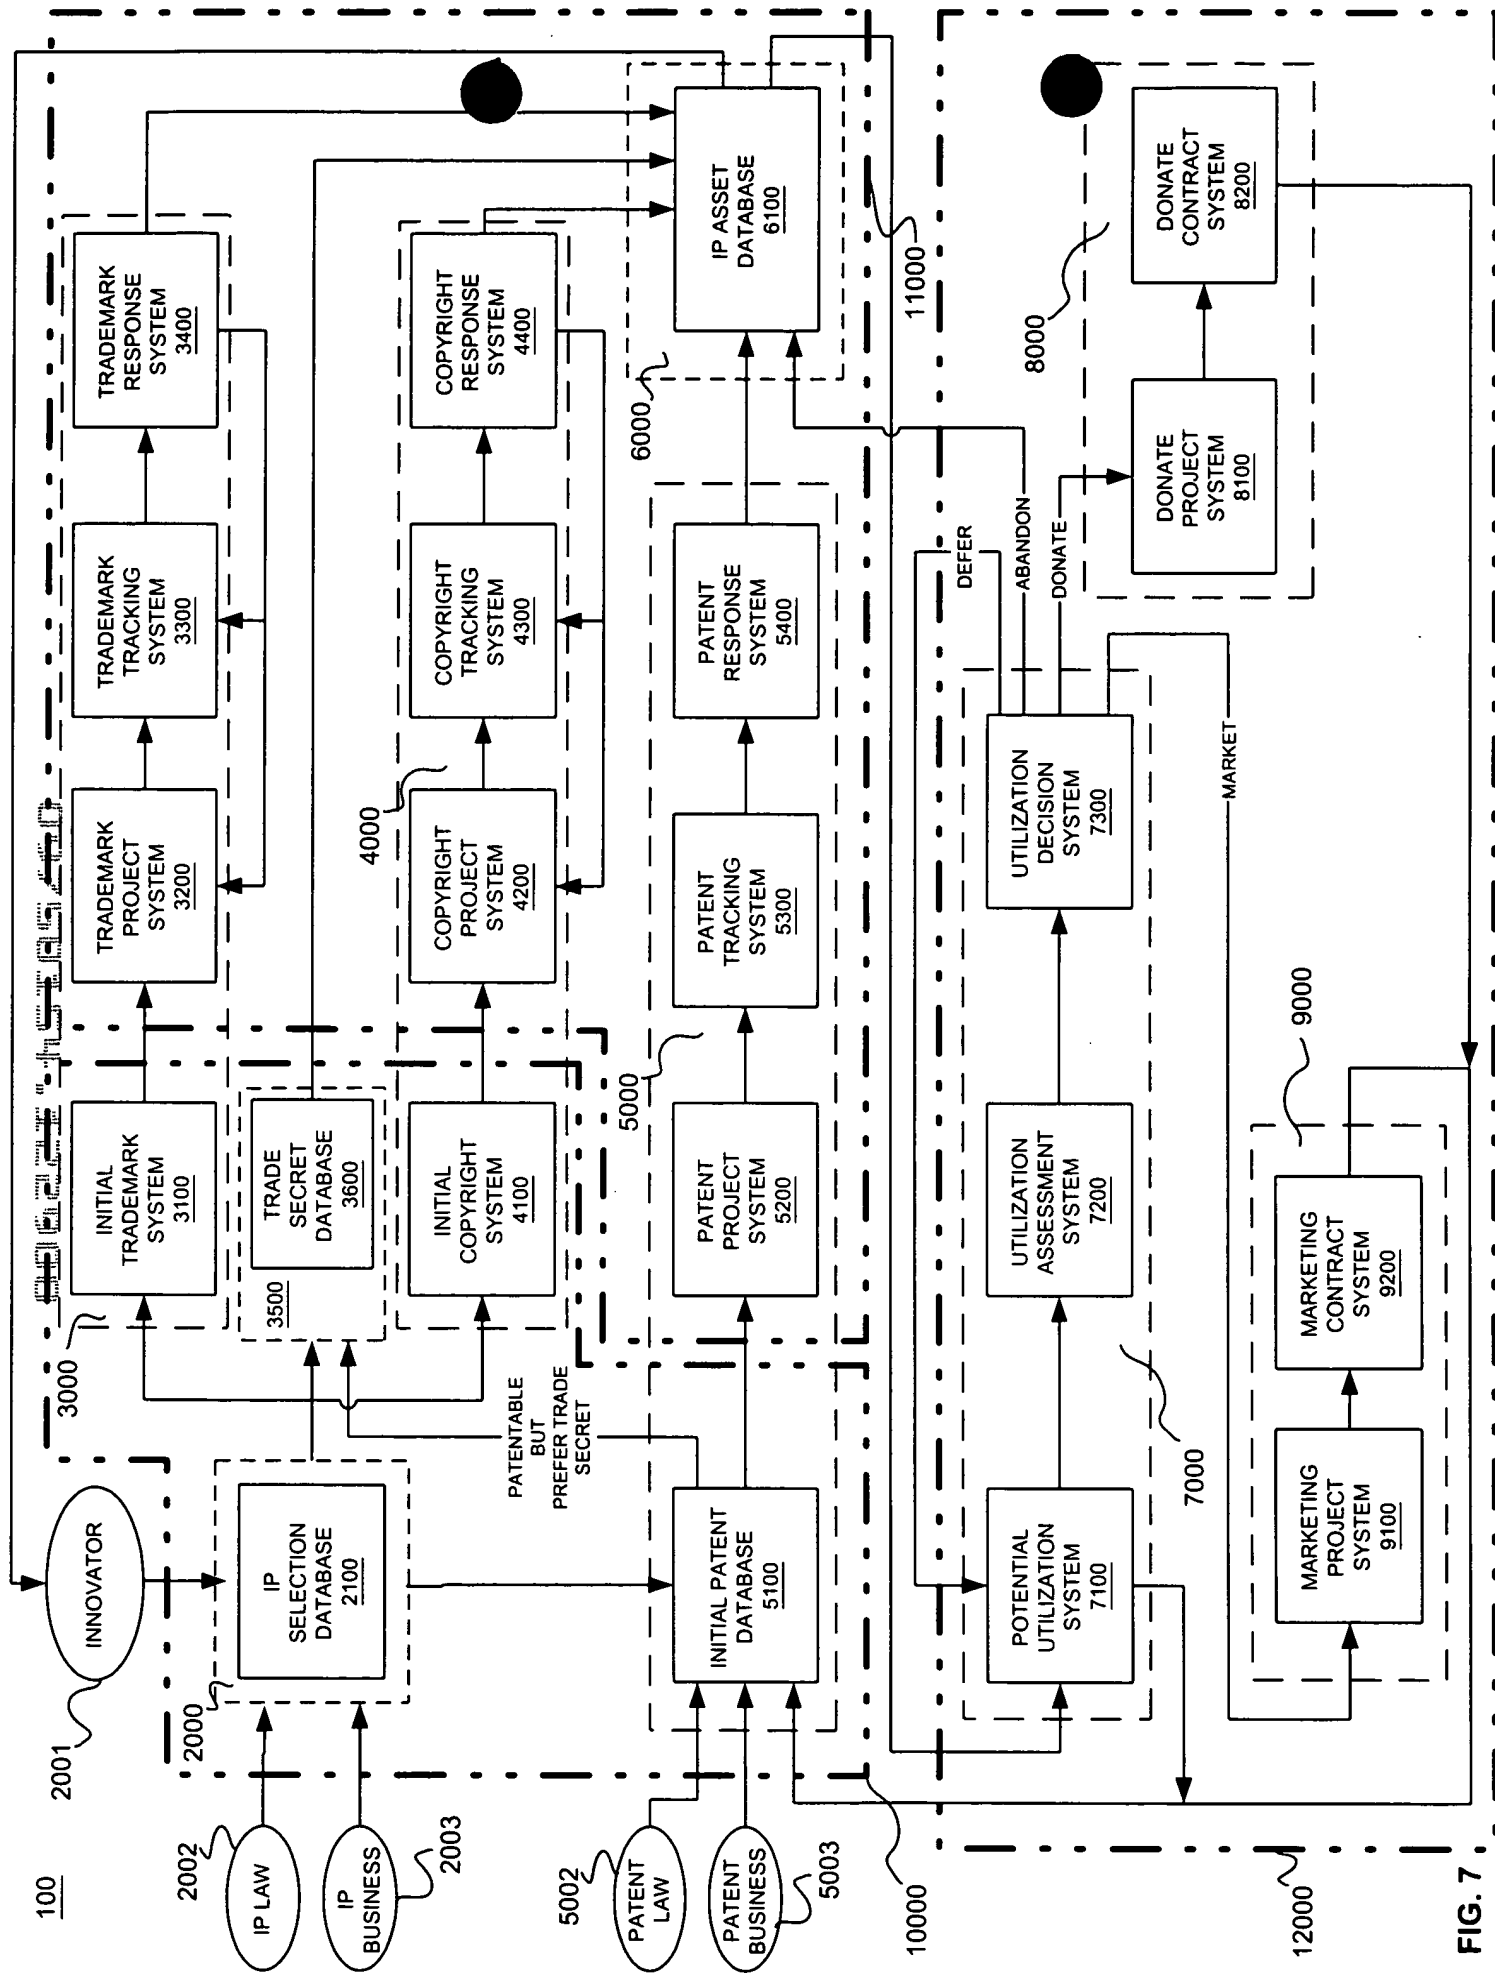 100
2001
INNOVATOR
2002
IP LAW
IP
BUSINESS
2003
2000
IP
SELECTION
DATABASE
2100
3000
INITIAL
TRADEMARK
SYSTEM
3100
TRADEMARK
PROJECT
SYSTEM
3200
TRADEMARK
TRACKING
SYSTEM
3300
TRADEMARK
RESPONSE
SYSTEM
3400
3500
TRADE
SECRET
DATABASE
3600
4000
INITIAL
COPYRIGHT
SYSTEM
4100
COPYRIGHT
PROJECT
SYSTEM
4200
COPYRIGHT
TRACKING
SYSTEM
4300
COPYRIGHT
RESPONSE
SYSTEM
4400
PATENTABLE
BUT
PREFER TRADE
SECRET
5002
PATENT
LAW
PATENT
BUSINESS
5003
5000
INITIAL PATENT
DATABASE
5100
PATENT
PROJECT
SYSTEM
5200
PATENT
TRACKING
SYSTEM
5300
PATENT
RESPONSE
SYSTEM
5400
6000
IP ASSET
DATABASE
6100
10000
11000
7000
POTENTIAL
UTILIZATION
SYSTEM
7100
UTILIZATION
ASSESSMENT
SYSTEM
7200
UTILIZATION
DECISION
SYSTEM
7300
DEFER
ABANDON
DONATE
MARKET
8000
DONATE
PROJECT
SYSTEM
8100
DONATE
CONTRACT
SYSTEM
8200
9000
MARKETING
PROJECT
SYSTEM
9100
MARKETING
CONTRACT
SYSTEM
9200
12000
FIG. 7